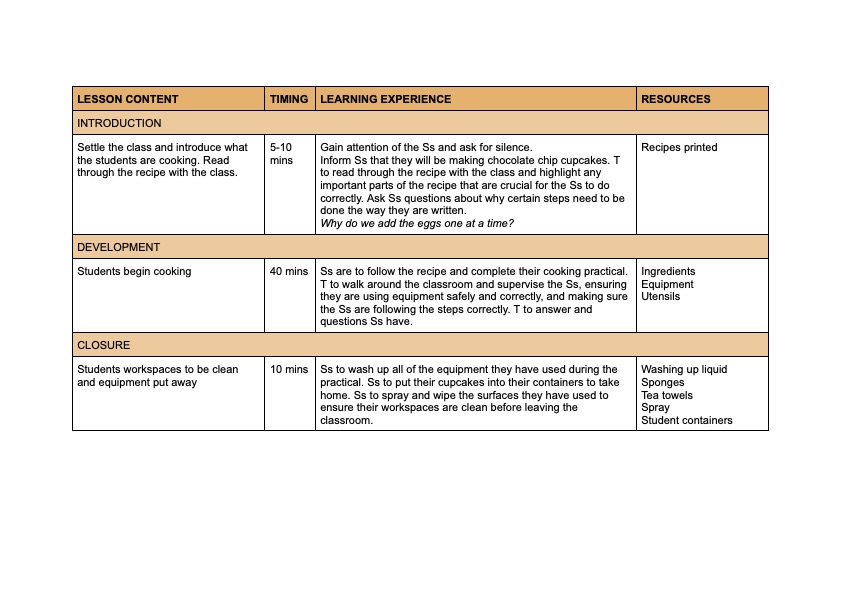 LESSON CONTENT TIMING LEARNING EXPERIENCE RESOURCES
INTRODUCTION
Settle the class and introduce what
the students are cooking. Read
through the recipe with the class.
5-10
mins
Gain attention of the Ss and ask for silence.
Inform Ss that they will be making chocolate chip cupcakes. T
to read through the recipe with the class and highlight any
important parts of the recipe that are crucial for the Ss to do
correctly. Ask Ss questions about why certain steps need to be
done the way they are written.
Why do we add the eggs one at a time?
Recipes printed
DEVELOPMENT
Students begin cooking
40 mins
Ss are to follow the recipe and complete their cooking practical.
T to walk around the classroom and supervise the Ss, ensuring
they are using equipment safely and correctly, and making sure
the Ss are following the steps correctly. T to answer and
questions Ss have.
Ingredients
Equipment
Utensils
CLOSURE
Students workspaces to be clean
and equipment put away
10 mins
Ss to wash up all of the equipment they have used during the
practical. Ss to put their cupcakes into their containers to take
home. Ss to spray and wipe the surfaces they have used to
ensure their workspaces are clean before leaving the
classroom.
Washing up liquid
Sponges
Tea towels
Spray
Student containers